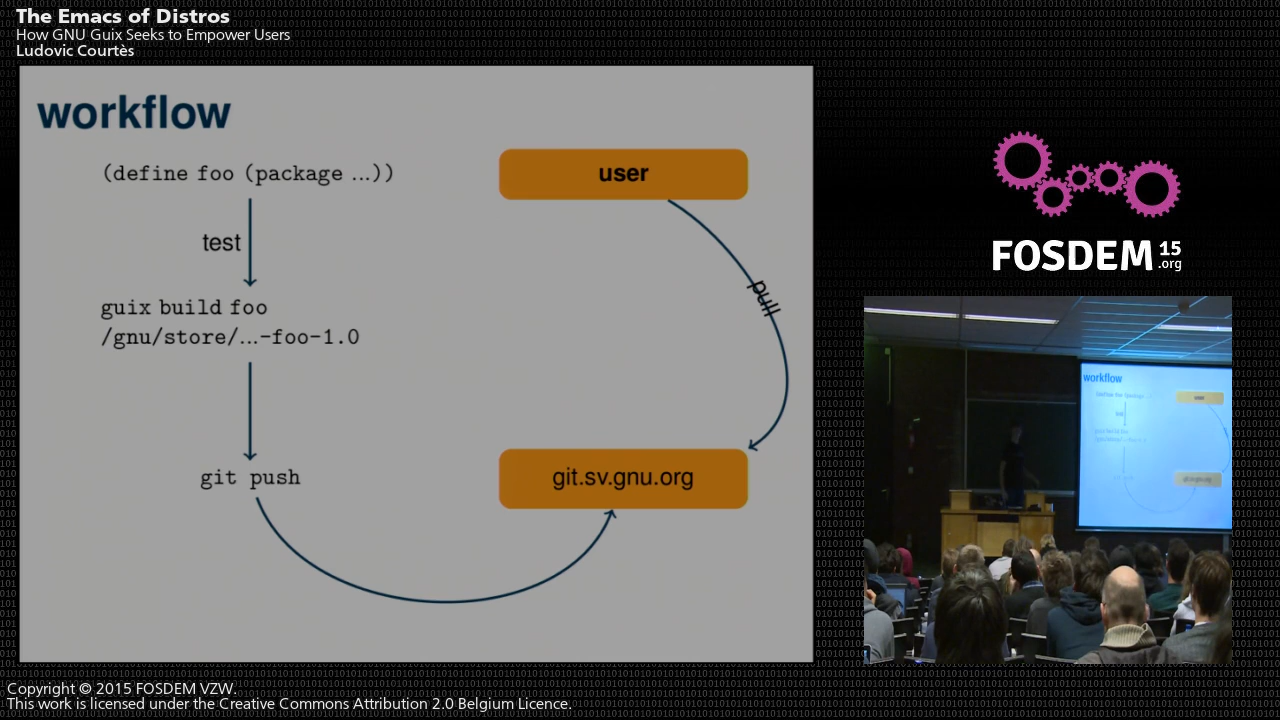 The Emacs of Distros
How GNU Guix Seeks to Empower Users
Ludovic Courtès
workflow
(define foo (package ...))
user
test
pull
guix build foo
/gnu/store/...-foo-1.0
git push
git.sv.gnu.org
FOSDEM 15
.org
workflow
user
Copyright © 2015 FOSDEM VZW.
This work is licensed under the Creative Commons Attribution 2.0 Belgium Licence.